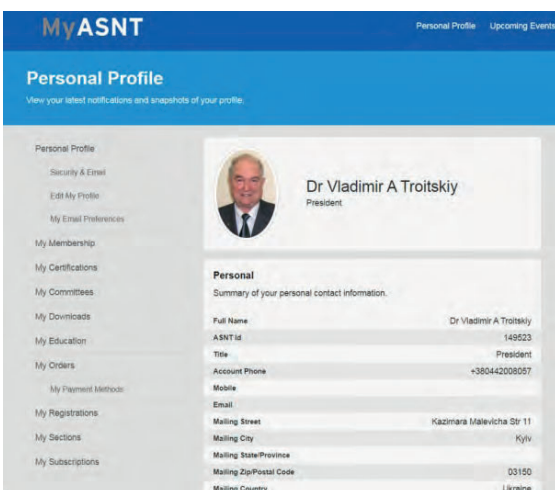 MyASNT
Personal Profile Upcoming Events
Personal Profile
View your latest notifications and snapshots of your profile.
Personal Profile
Security & Email
Edit My Profile
My Email Preferences
My Membership
My Certifications
My Committees
My Downloads
My Education
My Orders
My Payment Methods
My Registrations
My Sections
My Subscriptions
Dr Vladimir A Troitskiy
President
Personal
Summary of your personal contact information.
Full Name Dr Vladimir A Troitskiy
ASNT Id 149523
Title President
Account Phone +380442008057
Mobile
Email
Mailing Street Kazimara Malevicha Str 11
Mailing City Kyiv
Mailing State/Province
Mailing Zip/Postal Code 03150
Mailing Country Ukraine